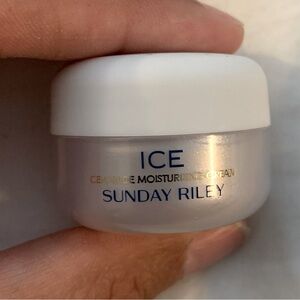 ICE
CERAMIDE MOISTURIZING CREAM
SUNDAY RILEY